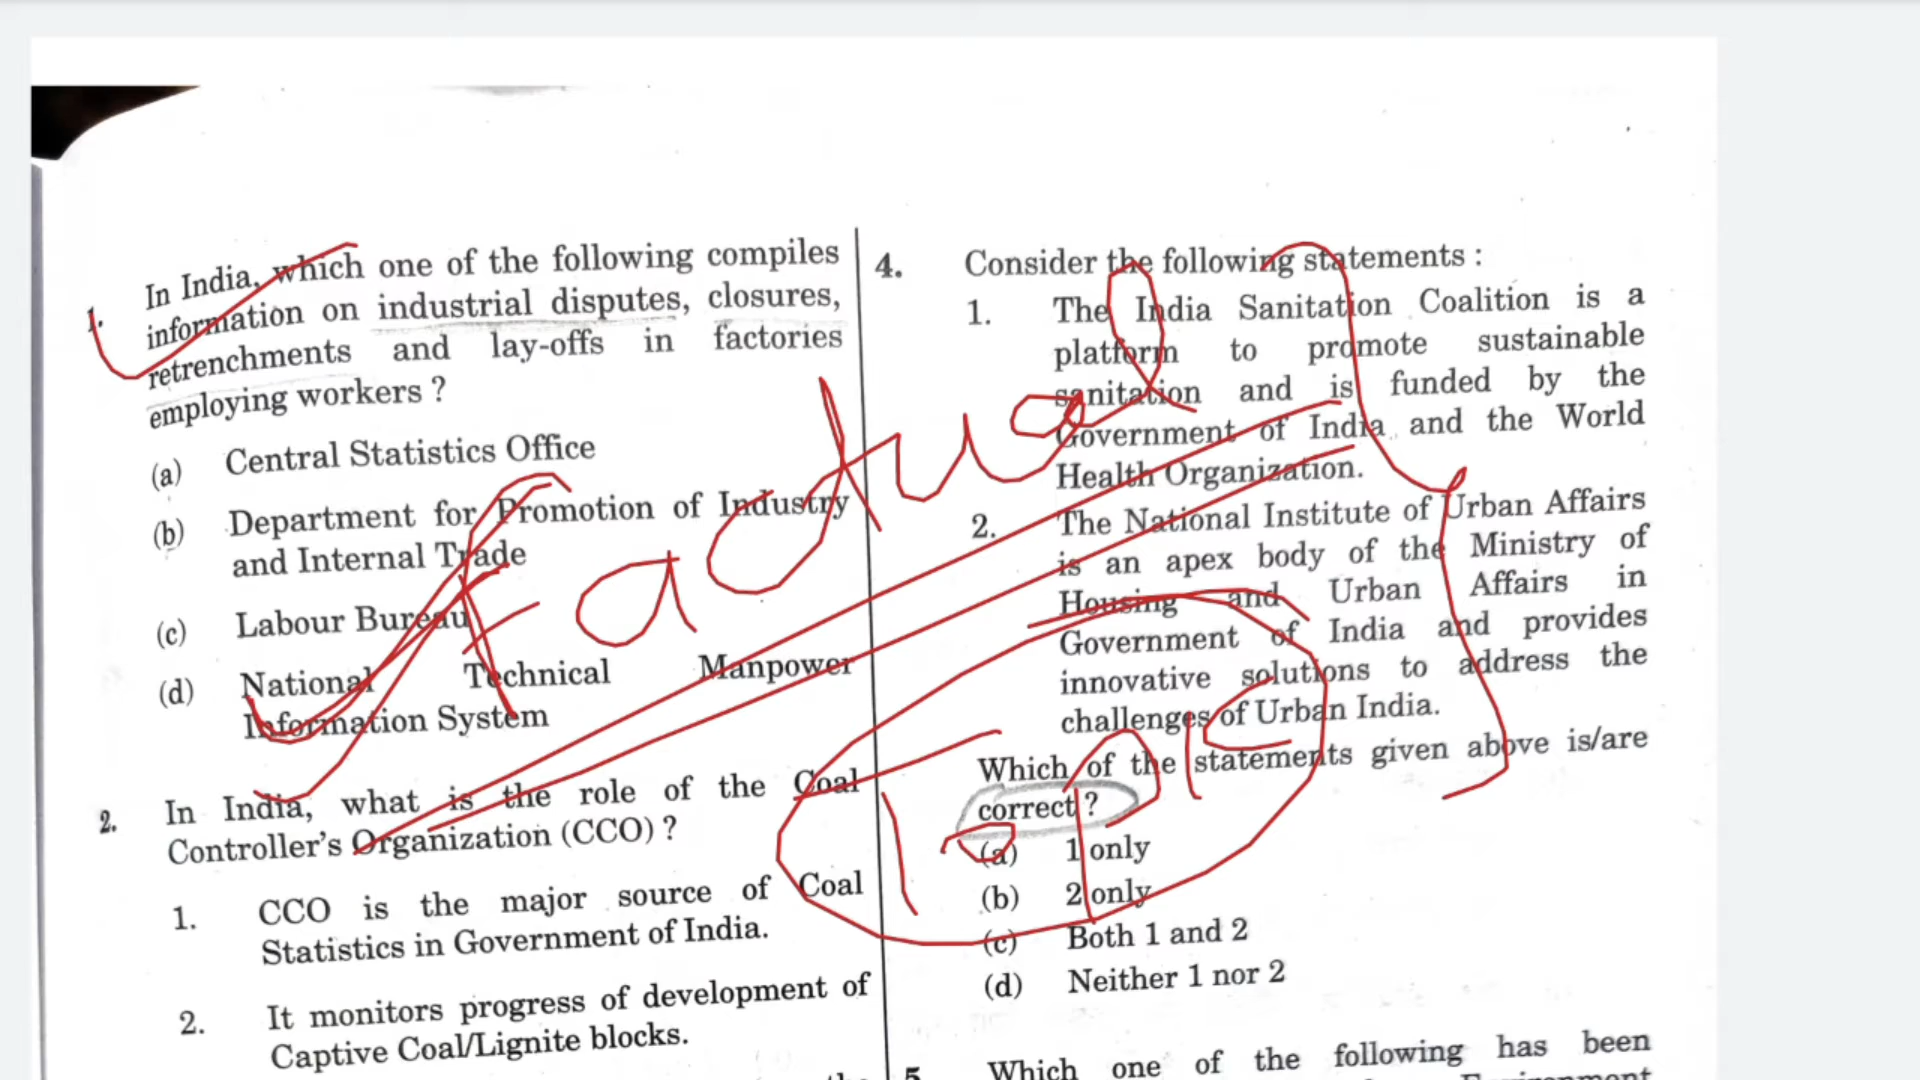 1. In India, which one of the following compiles
information on industrial disputes, closures,
retrenchments and lay-offs in factories
employing workers ?
(a) Central Statistics Office
(b) Department for Promotion of Industry
and Internal Trade
(c) Labour Bureau
(d) National Technical Manpower
Information System
2. In India, what is the role of the Coal
Controller's Organization (CCO) ?
1. CCO is the major source of Coal
Statistics in Government of India.
2. It monitors progress of development of
Captive Coal/Lignite blocks.
the
4. Consider the following statements :
1. The India Sanitation Coalition is a
platform to promote sustainable
sanitation and is funded by the
Government of India and the World
Health Organization.
2. The National Institute of Urban Affairs
is an apex body of the Ministry of
Housing and Urban Affairs in
Government of India and provides
innovative solutions to address the
challenges of Urban India.
Which of the statements given above is/are
correct ?
(a) 1 only
(b) 2 only
(c) Both 1 and 2
(d) Neither 1 nor 2
5 Which one of the following has been
Environment
Factual